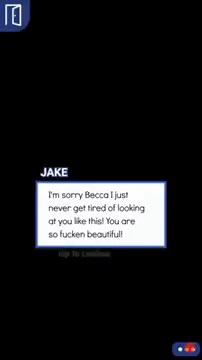 JAKE
I'm sorry Becca I just
never get tired of looking
at you like this! You are
so fucken beautiful!
Tap To Continue